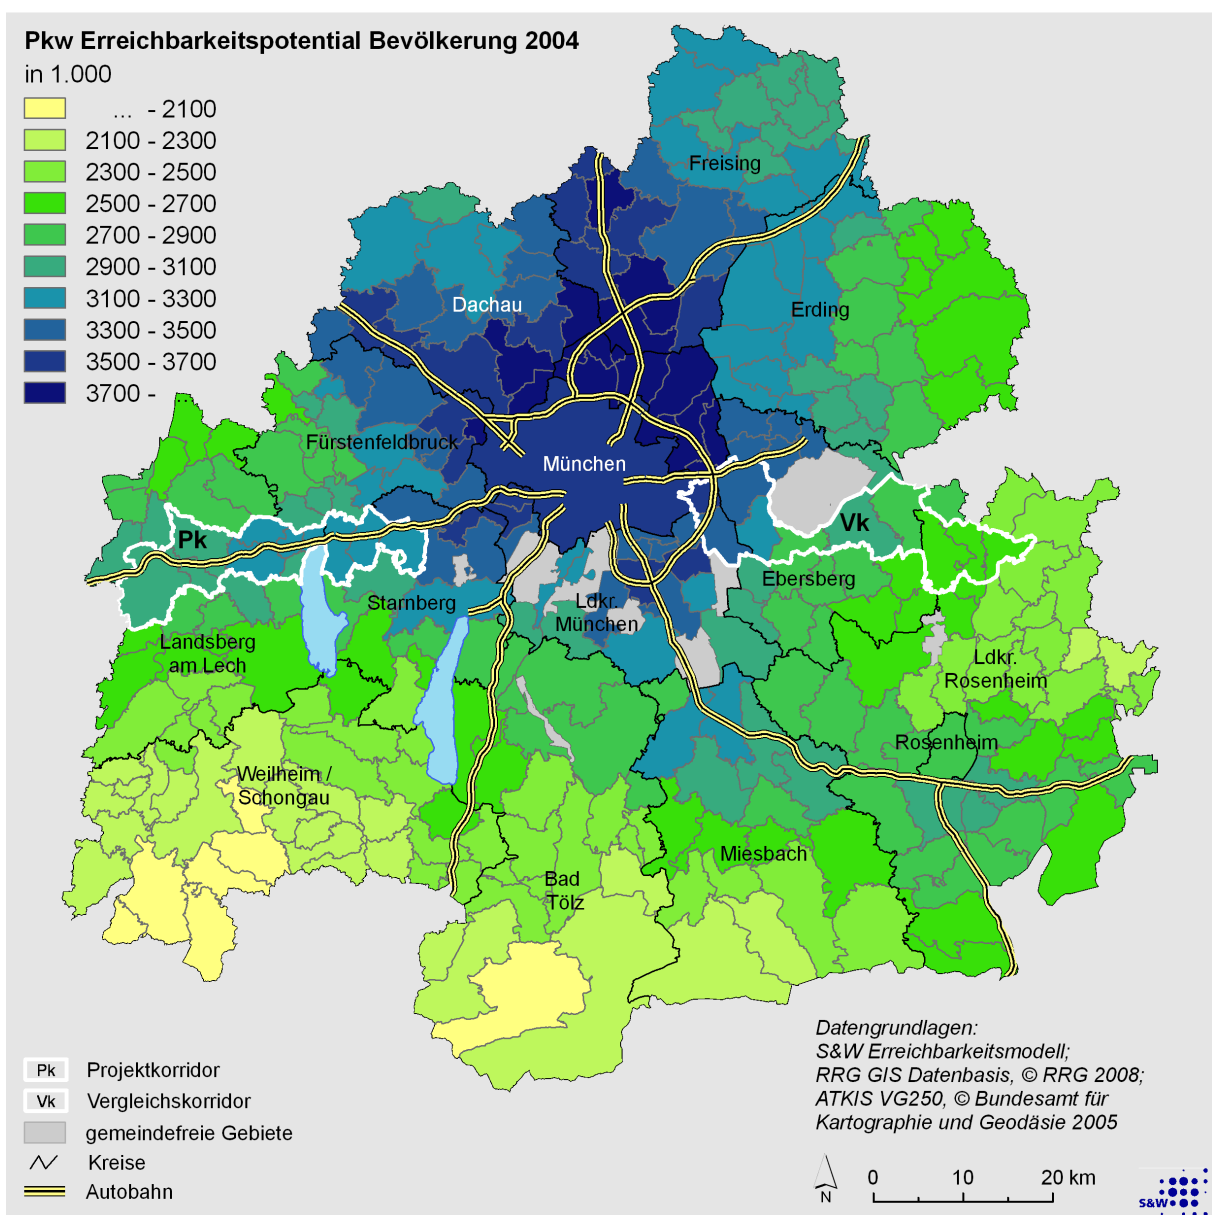 Pkw Erreichbarkeitspotential Bevölkerung 2004
in 1.000
... - 2100
2100 - 2300
2300 - 2500
2500 - 2700
2700 - 2900
2900 - 3100
3100 - 3300
3300 - 3500
3500 - 3700
3700 - ...
Freising
Dachau
Erding
Fürstenfeldbruck
München
Pk
Vk
Ebersberg
Starnberg
Ldkr.
München
Landsberg
am Lech
Ldkr.
Rosenheim
Rosenheim
Weilheim /
Schongau
Miesbach
Bad
Tölz
Pk Projektkorridor
Vk Vergleichskorridor
gemeindefreie Gebiete
Kreise
Autobahn
Datengrundlagen:
S&W Erreichbarkeitsmodell;
RRG GIS Datenbasis, © RRG 2008;
ATKIS VG250, © Bundesamt für
Kartographie und Geodäsie 2005
N
0 10 20 km
S&W